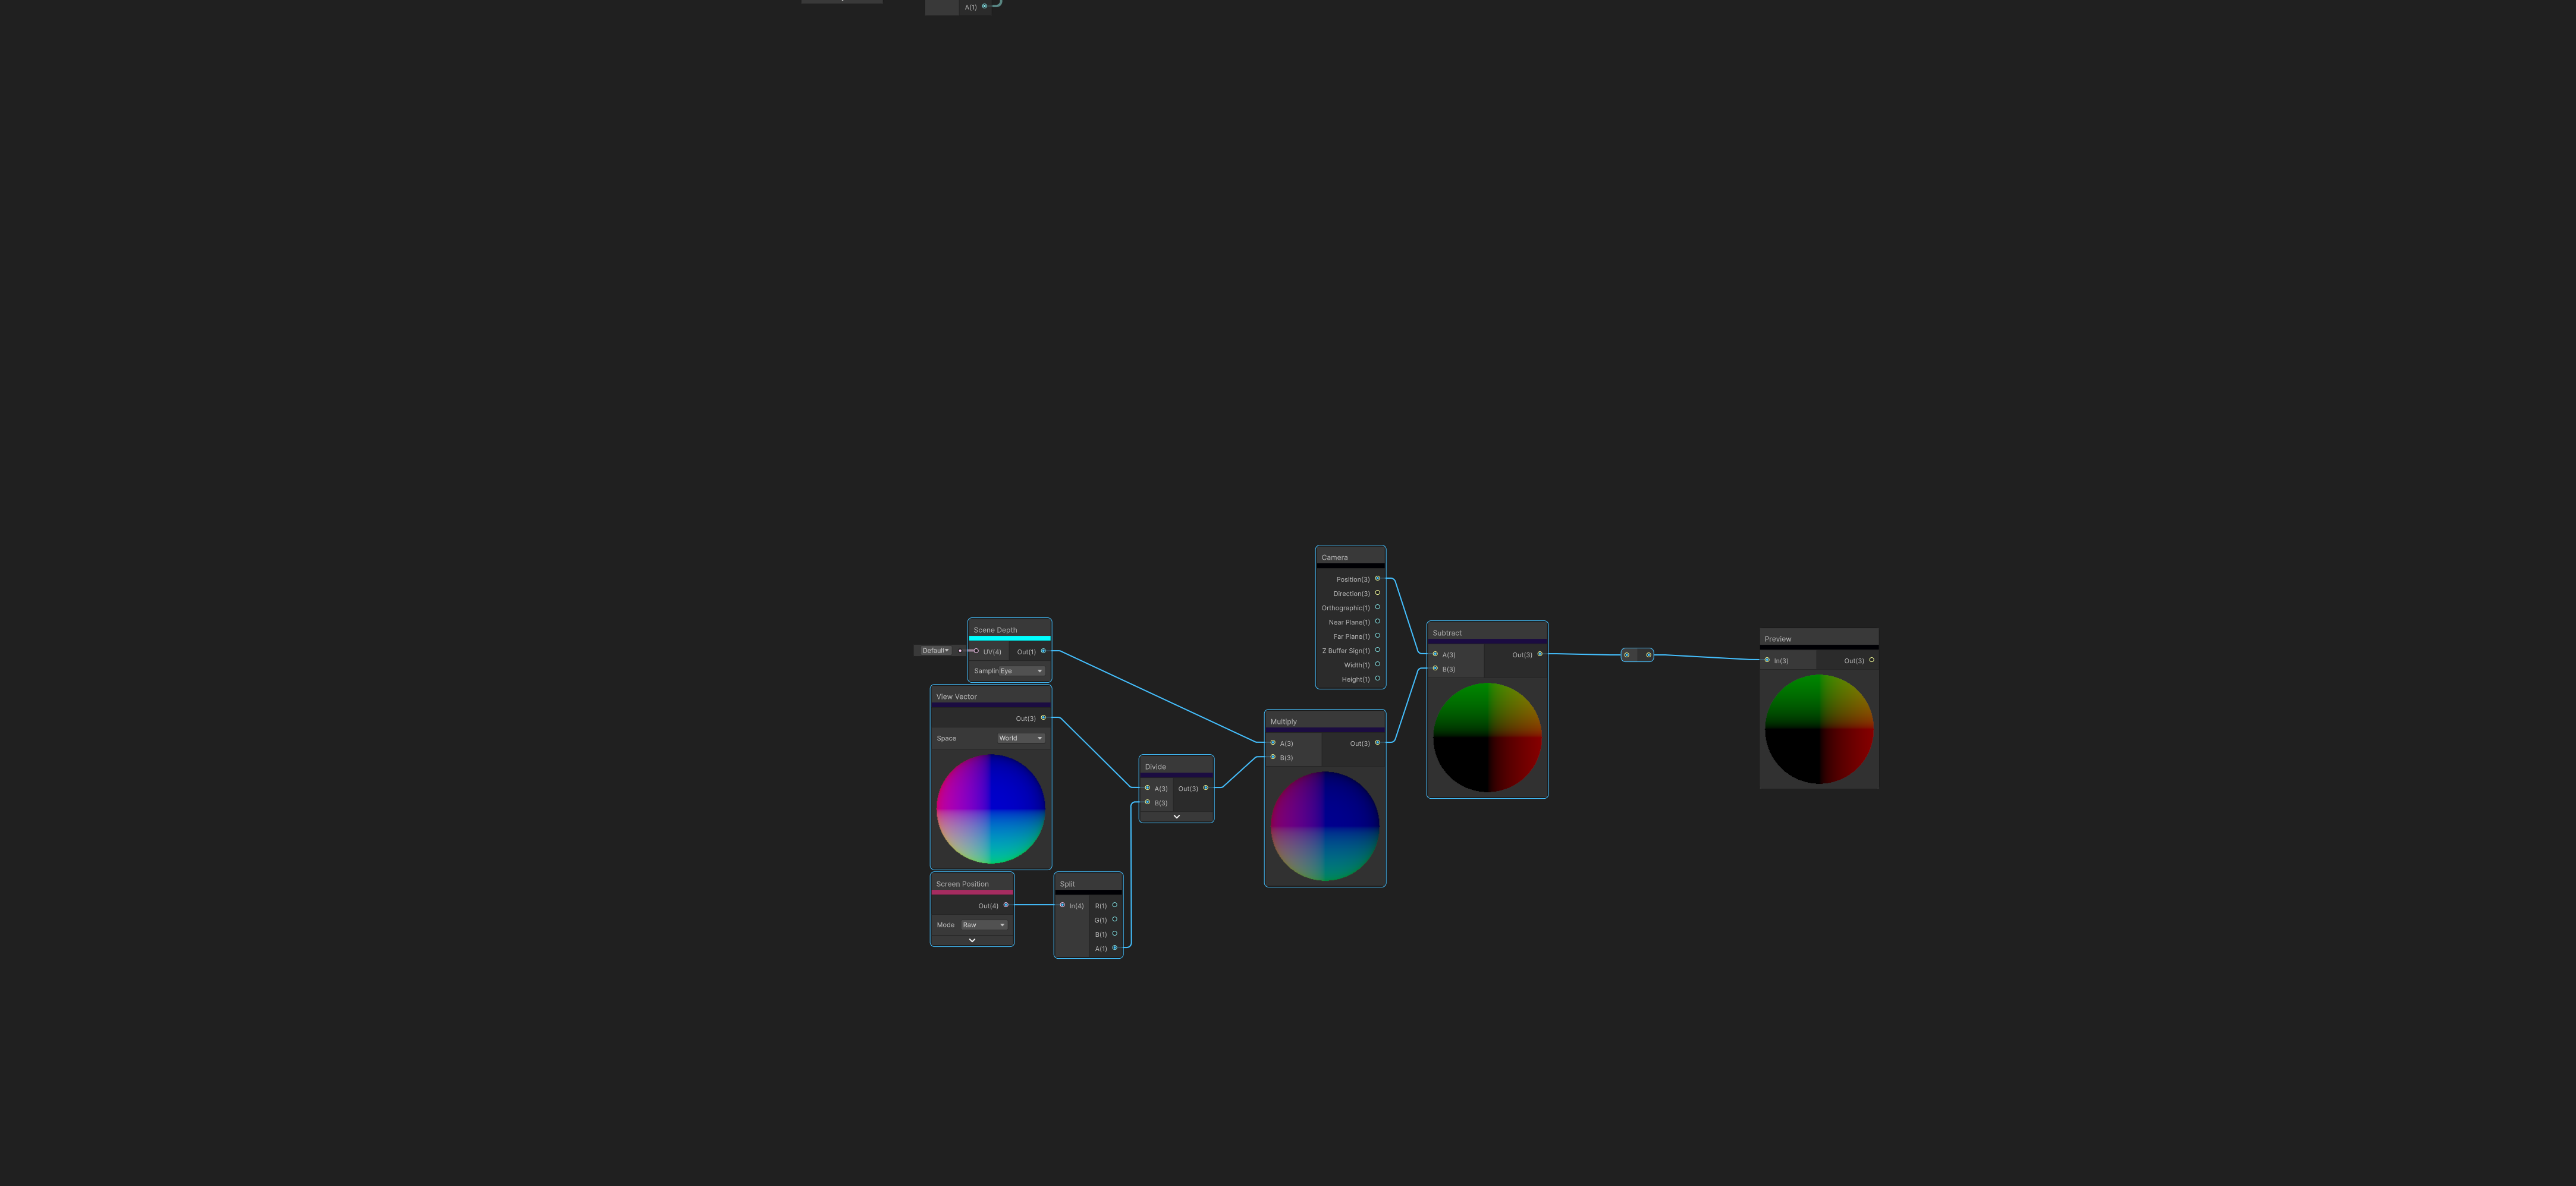 A(1)
Camera
Position(3)
Direction(3)
Orthographic(1)
Near Plane(1)
Far Plane(1)
Z Buffer Sign(1)
Width(1)
Height(1)
Scene Depth
Defaul
UV(4) Out(1)
Samplin Eye
View Vector
Out(3)
Space World
Screen Position
Out(4)
Mode Raw
Split
In(4) R(1)
G(1)
B(1)
A(1)
Divide
A(3) Out(3)
B(3)
Multiply
A(3) Out(3)
B(3)
Subtract
A(3) Out(3)
B(3)
Preview
In(3) Out(3)